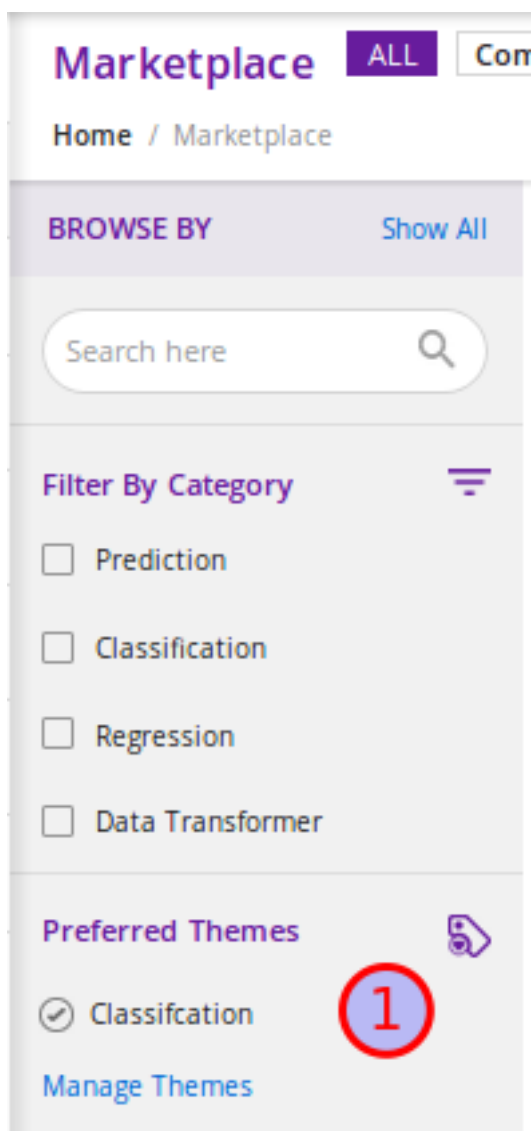 Marketplace ALL Com
Home / Marketplace
BROWSE BY Show All
Search here
Filter By Category
Prediction
Classification
Regression
Data Transformer
Preferred Themes
Classifcation 1
Manage Themes